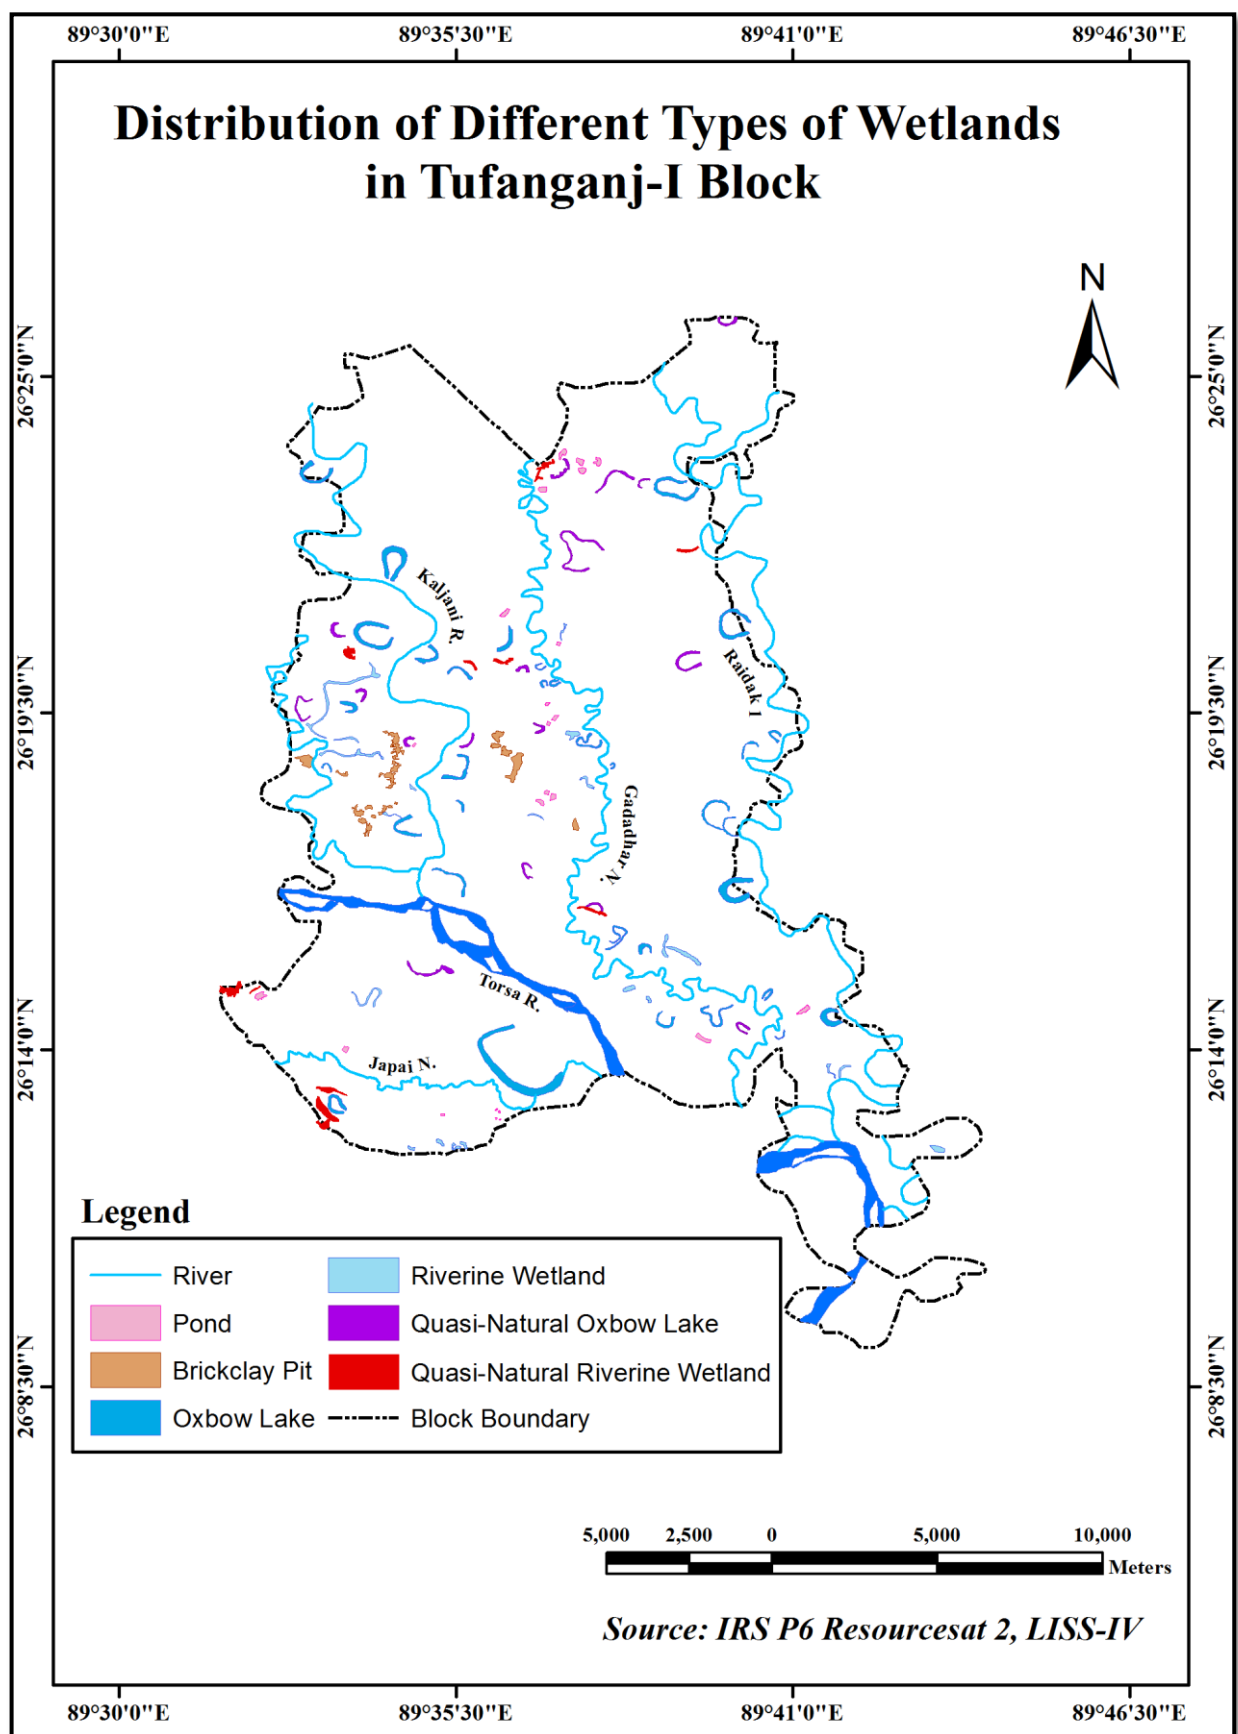 89°30'0"E 89°35'30"E 89°41'0"E 89°46'30"E
Distribution of Different Types of Wetlands
in Tufanganj-I Block
N
26°25'0"N 26°25'0"N
Kaljani R.
Raidak 1
26°19'30"N 26°19'30"N
Gadadhar N.
Torsa R.
26°14'0"N 26°14'0"N
Japai N.
Legend
River Riverine Wetland
Pond Quasi-Natural Oxbow Lake
Brickclay Pit Quasi-Natural Riverine Wetland
Oxbow Lake Block Boundary
26°8'30"N 26°8'30"N
5,000 2,500 0 5,000 10,000
Meters
Source: IRS P6 Resourcesat 2, LISS-IV
89°30'0"E 89°35'30"E 89°41'0"E 89°46'30"E